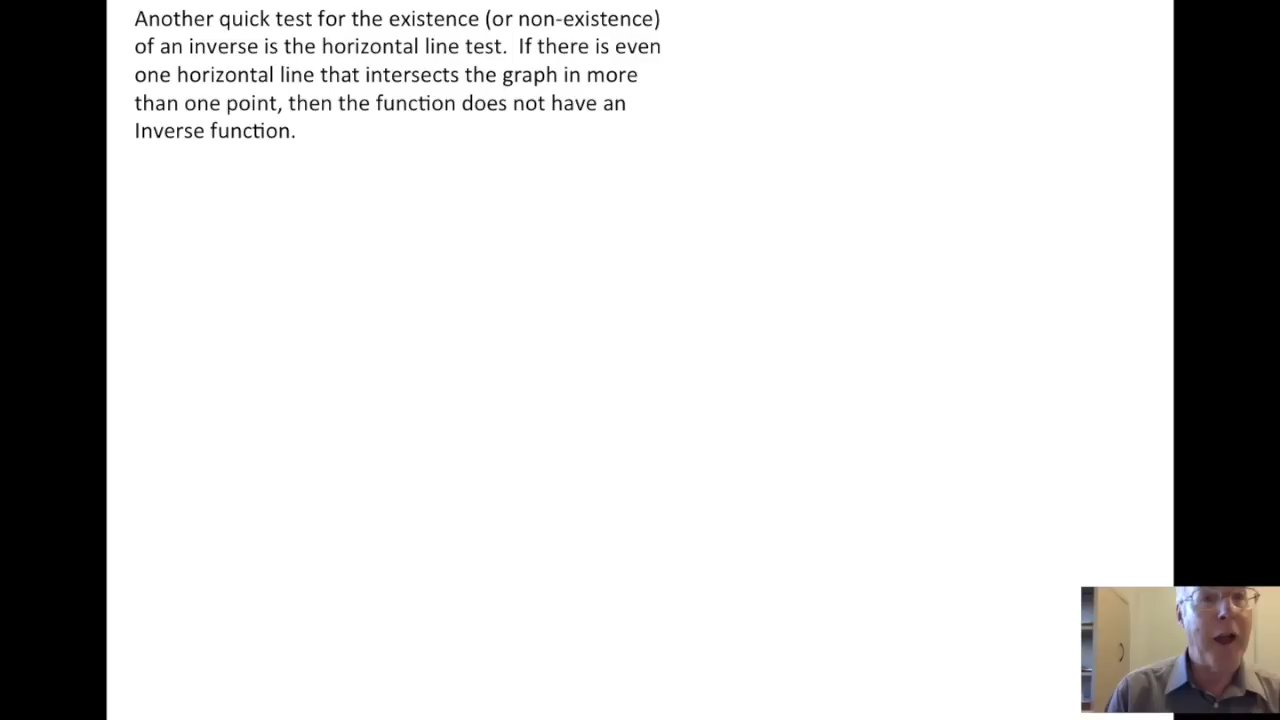 Another quick test for the existence (or non-existence)
of an inverse is the horizontal line test.  If there is even
one horizontal line that intersects the graph in more
than one point, then the function does not have an
Inverse function.